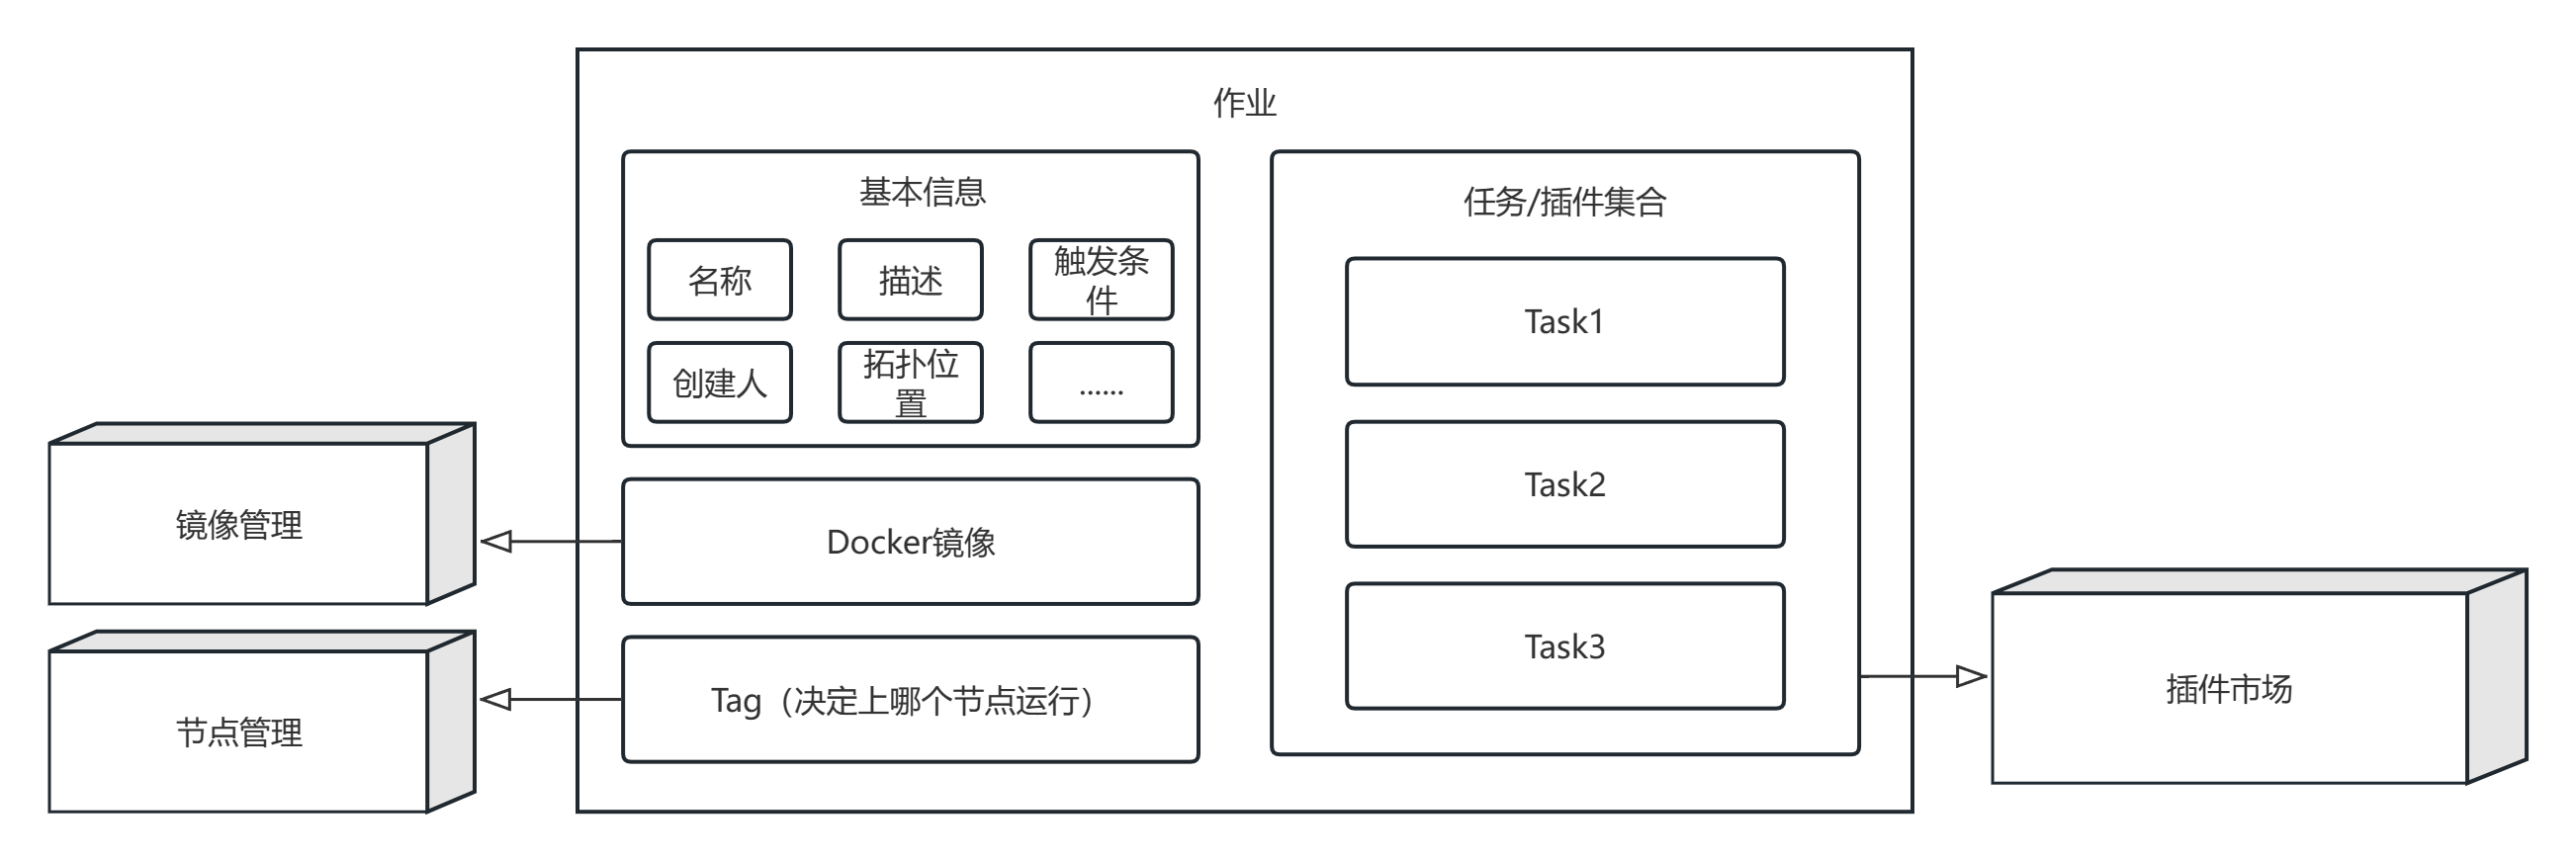 作业
基本信息
名称
描述
触发条
件
创建人
拓扑位
置
......
Docker镜像
Tag（决定上哪个节点运行）
任务/插件集合
Task1
Task2
Task3
镜像管理
节点管理
插件市场